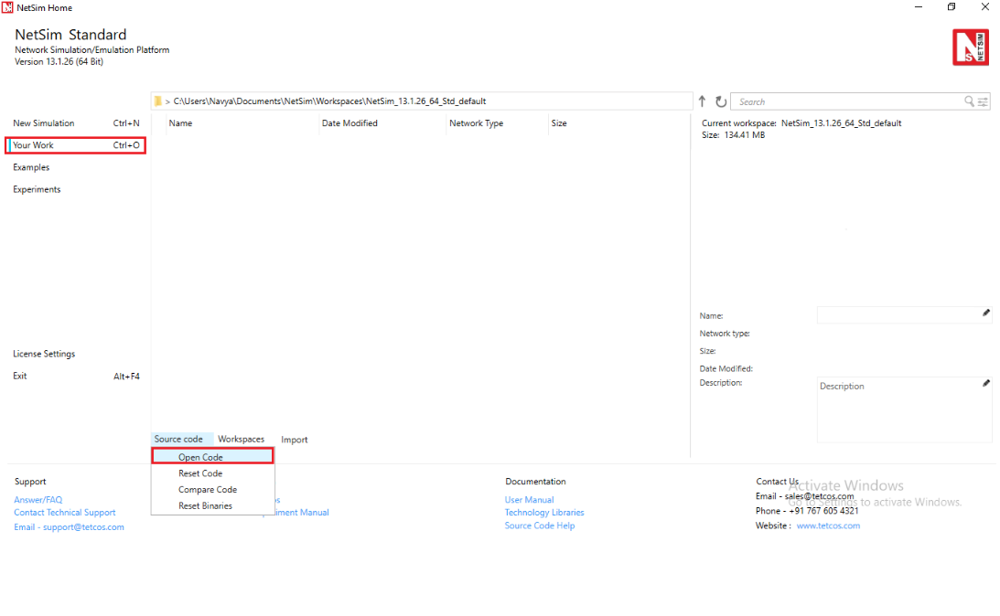 NetSim Home
NetSim Standard
Network Simulation/Emulation Platform
Version 13.1.26 (64 Bit)
NETSIM
> C:\Users\Navya\Documents\NetSim\Workspaces\NetSim_13.1.26_64_Std_default
Search
New Simulation Ctrl+N
Your Work Ctrl+O
Examples
Experiments
License Settings
Exit Alt+F4
Name Date Modified Network Type Size
Current workspace: NetSim_13.1.26_64_Std_default
Size: 134.41 MB
Name:
Network type:
Size:
Date Modified:
Description:
Description
Source code Workspaces Import
Open Code
Reset Code
Compare Code
Reset Binaries
Support
Answer/FAQ
Contact Technical Support
Email - support@tetcos.com
Manual
Documentation
User Manual
Technology Libraries
Source Code Help
Contact Us
Email - sales@tetcos.com
Phone - +91 767 605 4321
Website : www.tetcos.com
Activate Windows
Go to Settings to activate Windows.